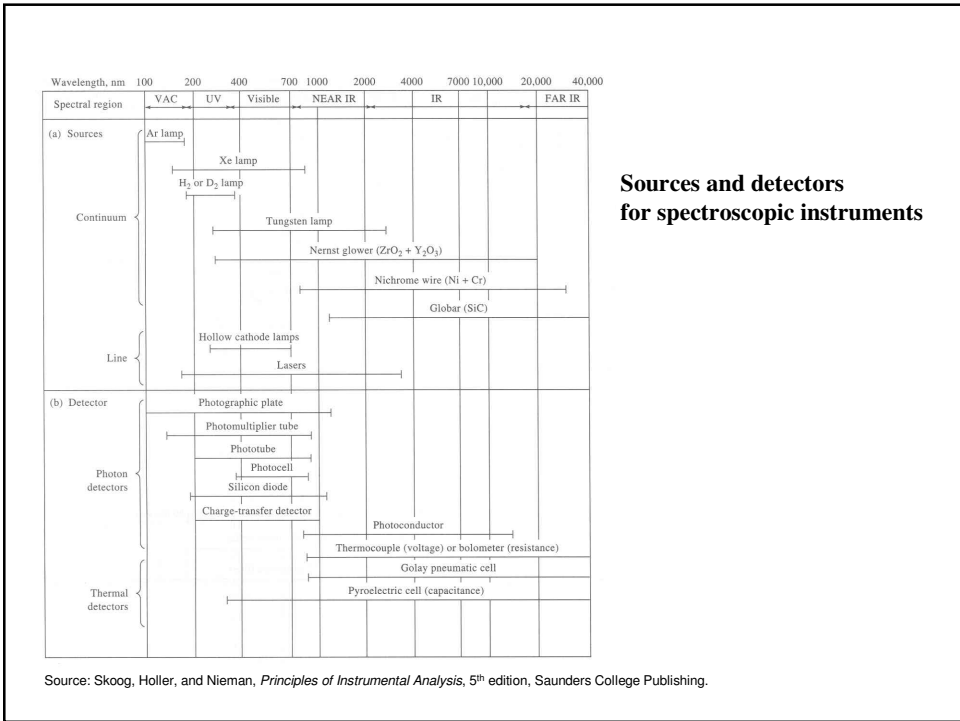 Wavelength, nm 100 200 400 700 1000 2000 4000 7000 10,000 20,000 40,000
Spectral region VAC UV Visible NEAR IR IR FAR IR
(a) Sources
Ar lamp
Xe lamp
H₂ or D₂ lamp
Continuum
Tungsten lamp
Nernst glower (ZrO₂ + Y₂O₃)
Nichrome wire (Ni + Cr)
Globar (SiC)
Hollow cathode lamps
Line
Lasers
(b) Detector
Photographic plate
Photomultiplier tube
Phototube
Photocell
Photon
detectors
Silicon diode
Charge-transfer detector
Photoconductor
Thermocouple (voltage) or bolometer (resistance)
Golay pneumatic cell
Thermal
detectors
Pyroelectric cell (capacitance)
Sources and detectors
for spectroscopic instruments
Source: Skoog, Holler, and Nieman, Principles of Instrumental Analysis, 5th edition, Saunders College Publishing.